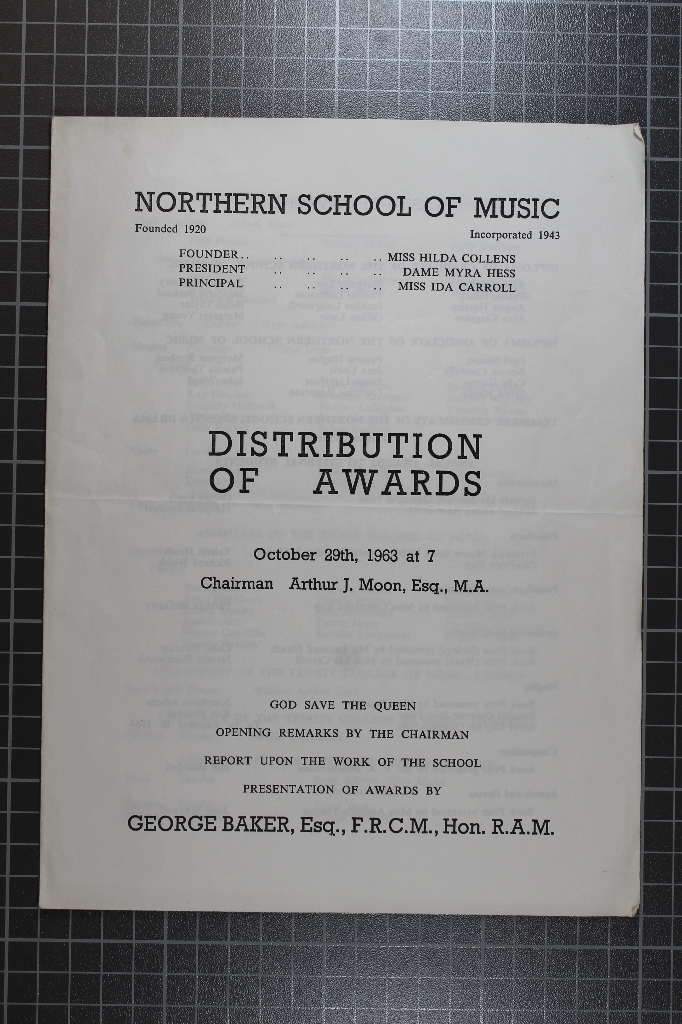 NORTHERN SCHOOL OF MUSIC
Founded 1920 Incorporated 1943
FOUNDER.. .. .. .. .. MISS HILDA COLLENS
PRESIDENT .. .. .. .. DAME MYRA HESS
PRINCIPAL .. .. .. .. MISS IDA CARROLL
DISTRIBUTION
OF AWARDS
October 29th, 1963 at 7
Chairman Arthur J. Moon, Esq., M.A.
GOD SAVE THE QUEEN
OPENING REMARKS BY THE CHAIRMAN
REPORT UPON THE WORK OF THE SCHOOL
PRESENTATION OF AWARDS BY
GEORGE BAKER, Esq., F.R.C.M., Hon. R.A.M.